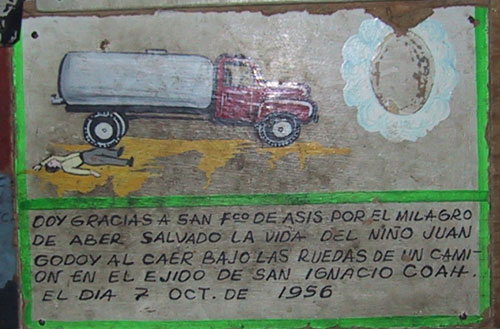 DOY GRACIAS A SAN Fco DE ASIS POR EL MILAGRO
DE ABER SALVADO LA VIDA DEL NIÑO JUAN
GODOY AL CAER BAJO LAS RUEDAS DE UN CAMI-
ON EN EL EJIDO DE SAN IGNACIO COAH.
EL DIA 7 OCT. DE 1956